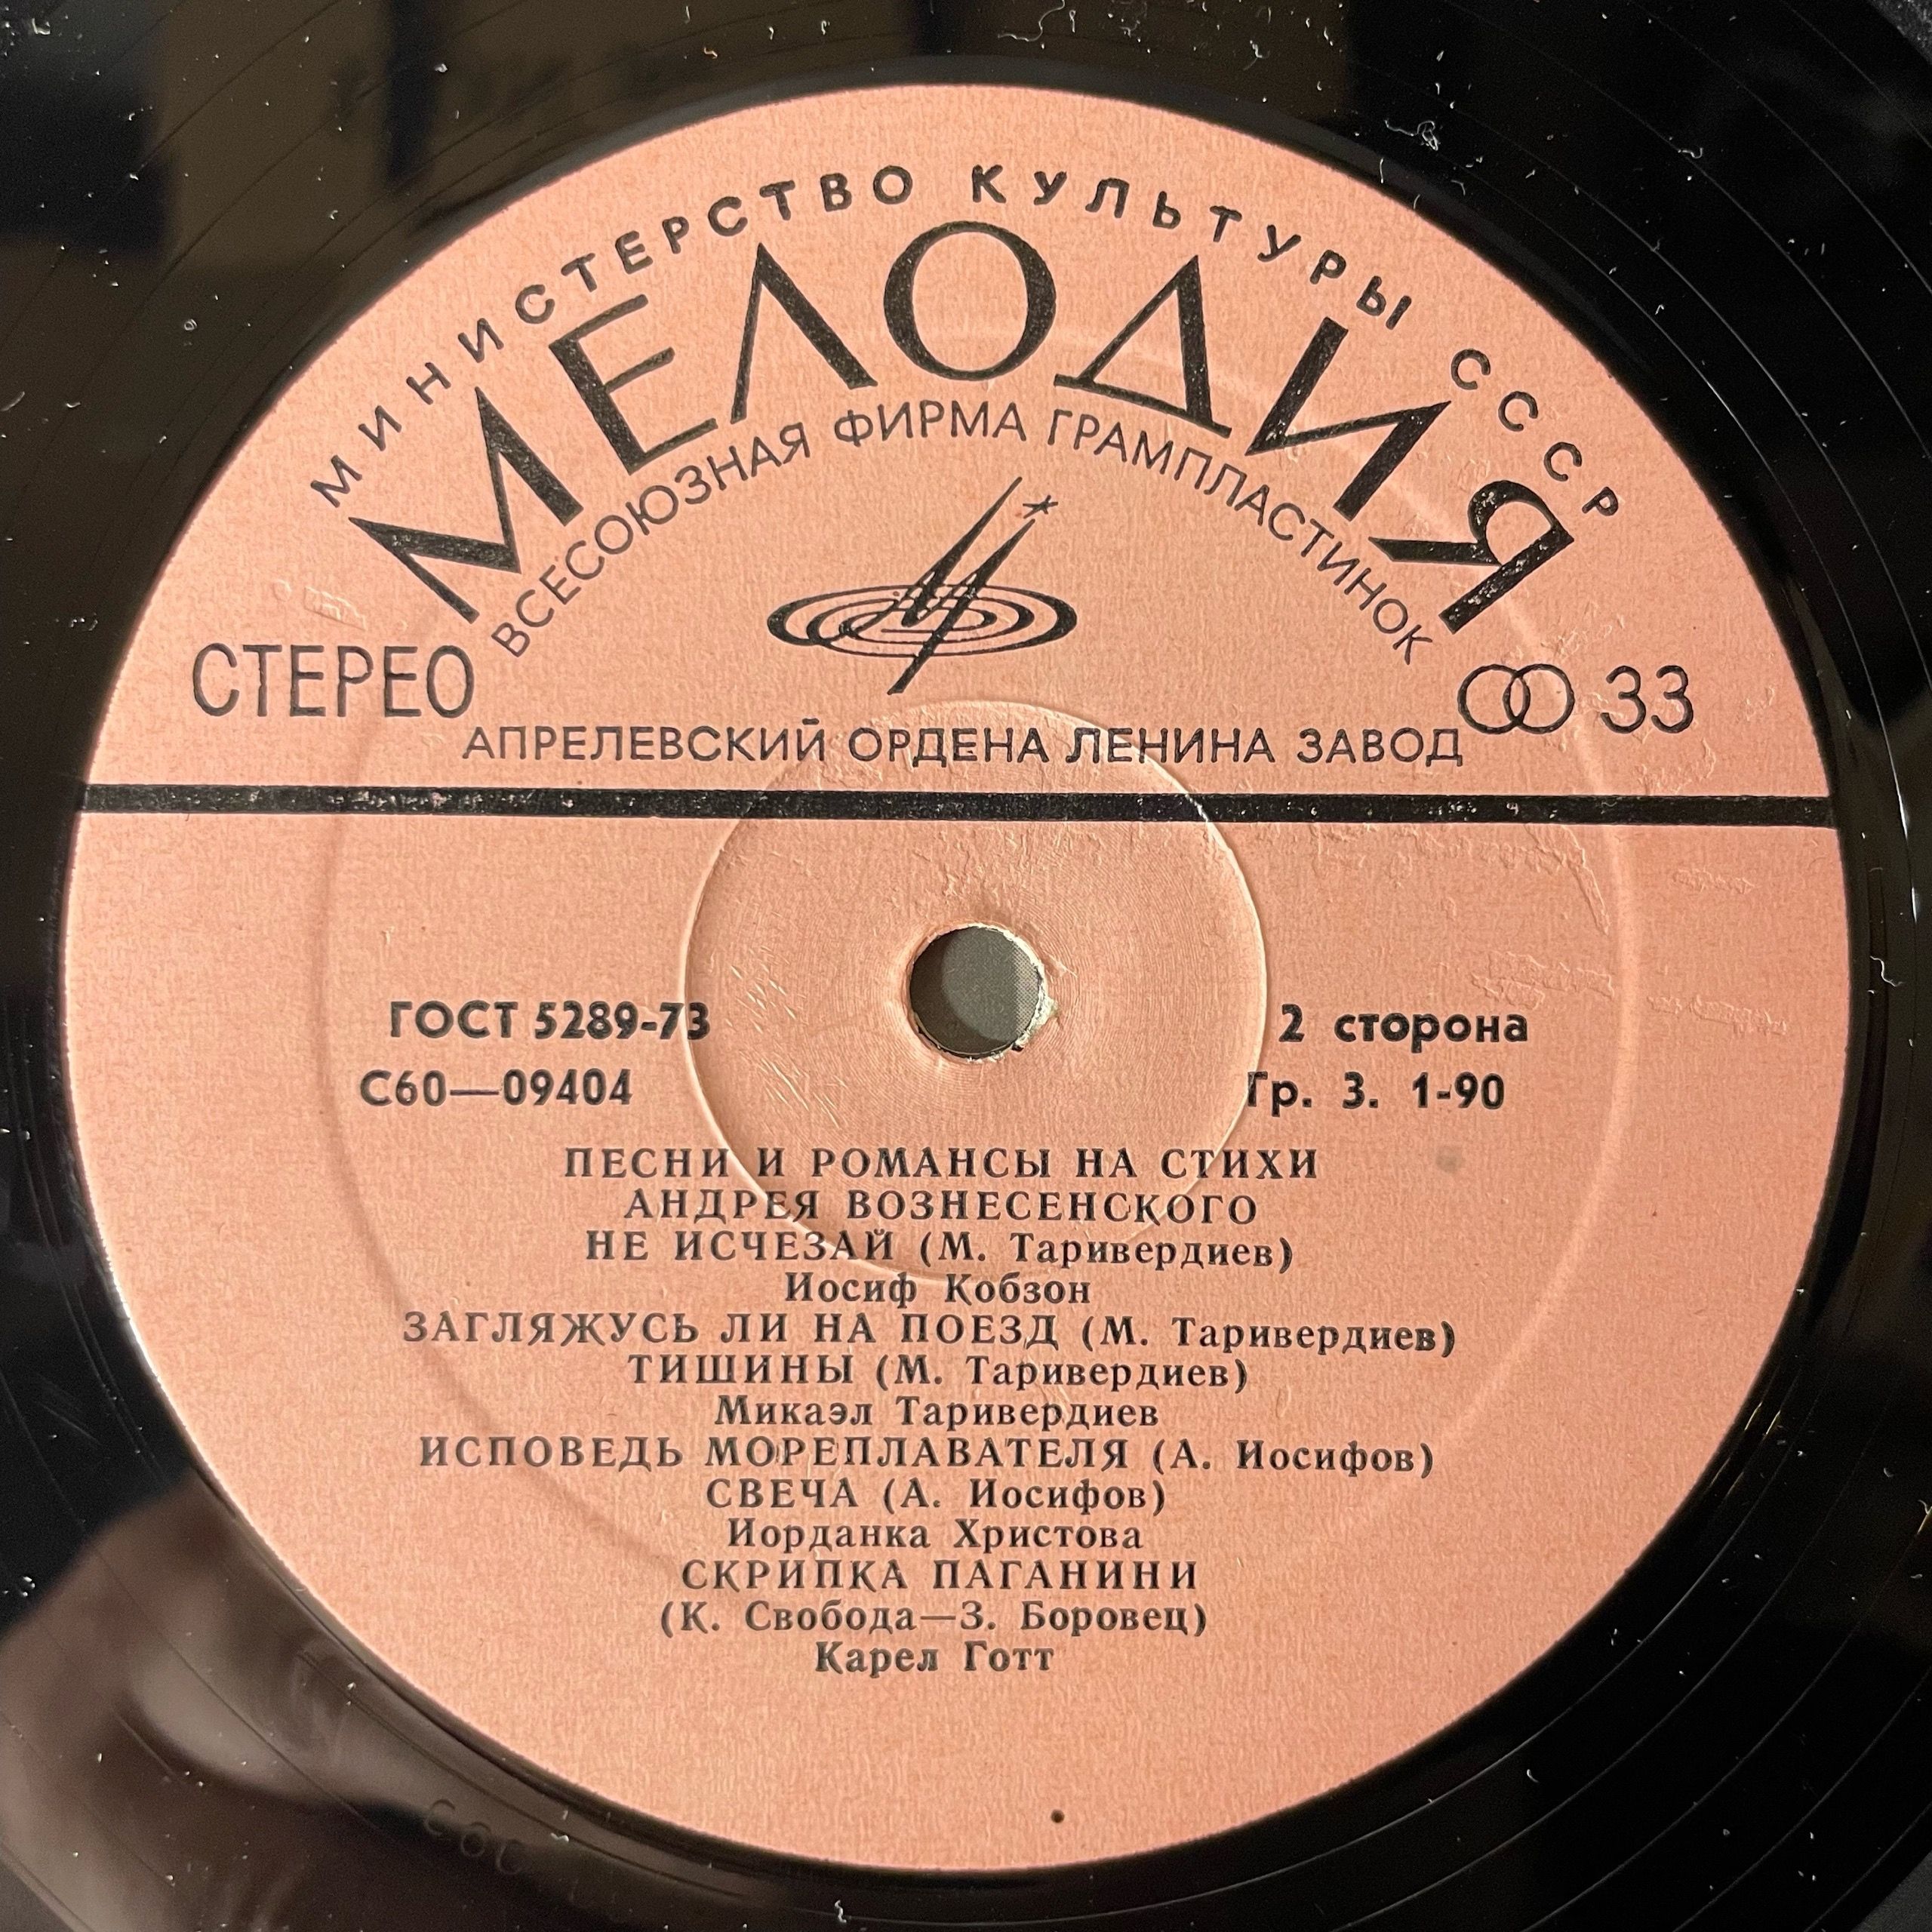 МИНИСТЕРСТВО КУЛЬТУРЫ СССР
МЕЛОДИЯ
ВСЕСОЮЗНАЯ ФИРМА ГРАМПЛАСТИНОК
СТЕРЕО
33
АПРЕЛЕВСКИЙ ОРДЕНА ЛЕНИНА ЗАВОД
ГОСТ 5289-73
2 сторона
С60—09404
Гр. 3. 1-90
ПЕСНИ И РОМАНСЫ НА СТИХИ
АНДРЕЯ ВОЗНЕСЕНСКОГО
НЕ ИСЧЕЗАЙ (М. Таривердиев)
Иосиф Кобзон
ЗАГЛЯЖУСЬ ЛИ НА ПОЕЗД (М. Таривердиев)
ТИШИНЫ (М. Таривердиев)
Микаэл Таривердиев
ИСПОВЕДЬ МОРЕПЛАВАТЕЛЯ (А. Иосифов)
СВЕЧА (А. Иосифов)
Иорданка Христова
СКРИПКА ПАГАНИНИ
(К. Свобода—З. Боровец)
Карел Готт